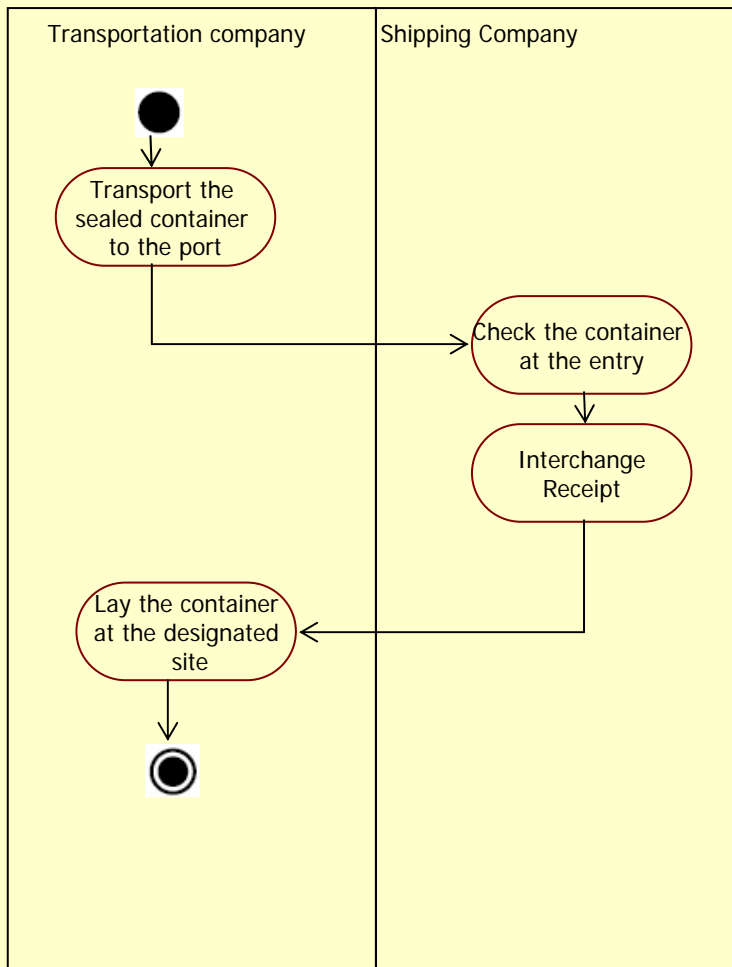 Transportation company
Shipping Company
Transport the
sealed container
to the port
Check the container
at the entry
Interchange
Receipt
Lay the container
at the designated
site